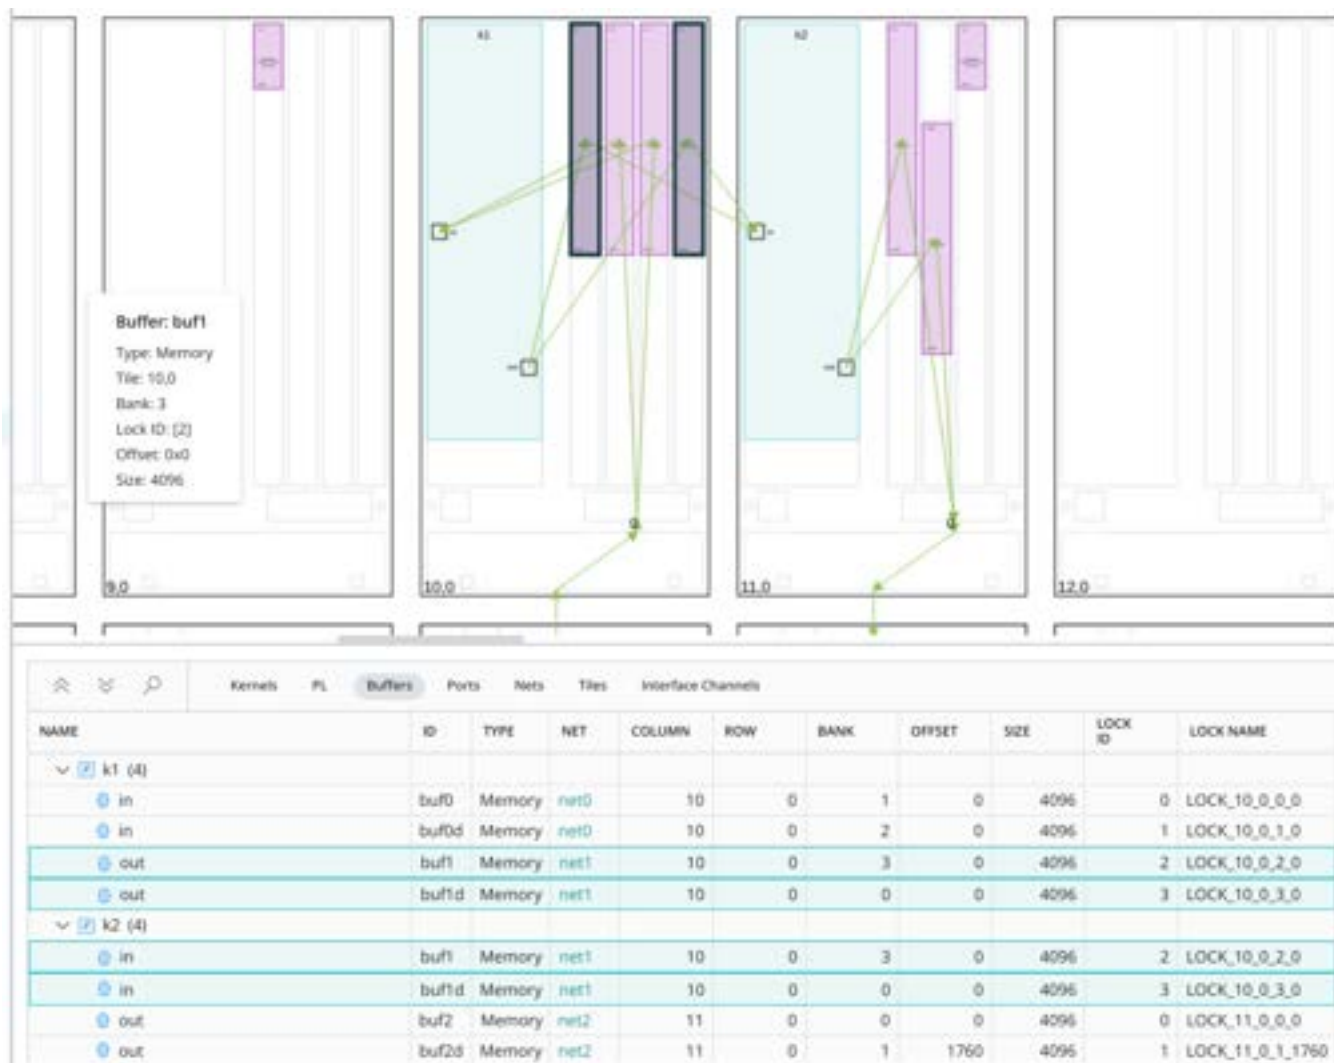 k1
k2
Buffer: buf1
Type: Memory
Tile: 10,0
Bank: 3
Lock ID: [2]
Offset: 0x0
Size: 4096
9,0
10,0
11,0
12,0
Kernels PL Buffers Ports Nets Tiles Interface Channels
NAME ID TYPE NET COLUMN ROW BANK OFFSET SIZE LOCK ID LOCK NAME
k1 (4)
in buf0 Memory net0 10 0 1 0 4096 0 LOCK_10_0_0_0
in buf0d Memory net0 10 0 2 0 4096 1 LOCK_10_0_1_0
out buf1 Memory net1 10 0 3 0 4096 2 LOCK_10_0_2_0
out buf1d Memory net1 10 0 0 0 4096 3 LOCK_10_0_3_0
k2 (4)
in buf1 Memory net1 10 0 3 0 4096 2 LOCK_10_0_2_0
in buf1d Memory net1 10 0 0 0 4096 3 LOCK_10_0_3_0
out buf2 Memory net2 11 0 0 0 4096 0 LOCK_11_0_0_0
out buf2d Memory net2 11 0 1 1760 4096 1 LOCK_11_0_1_1760